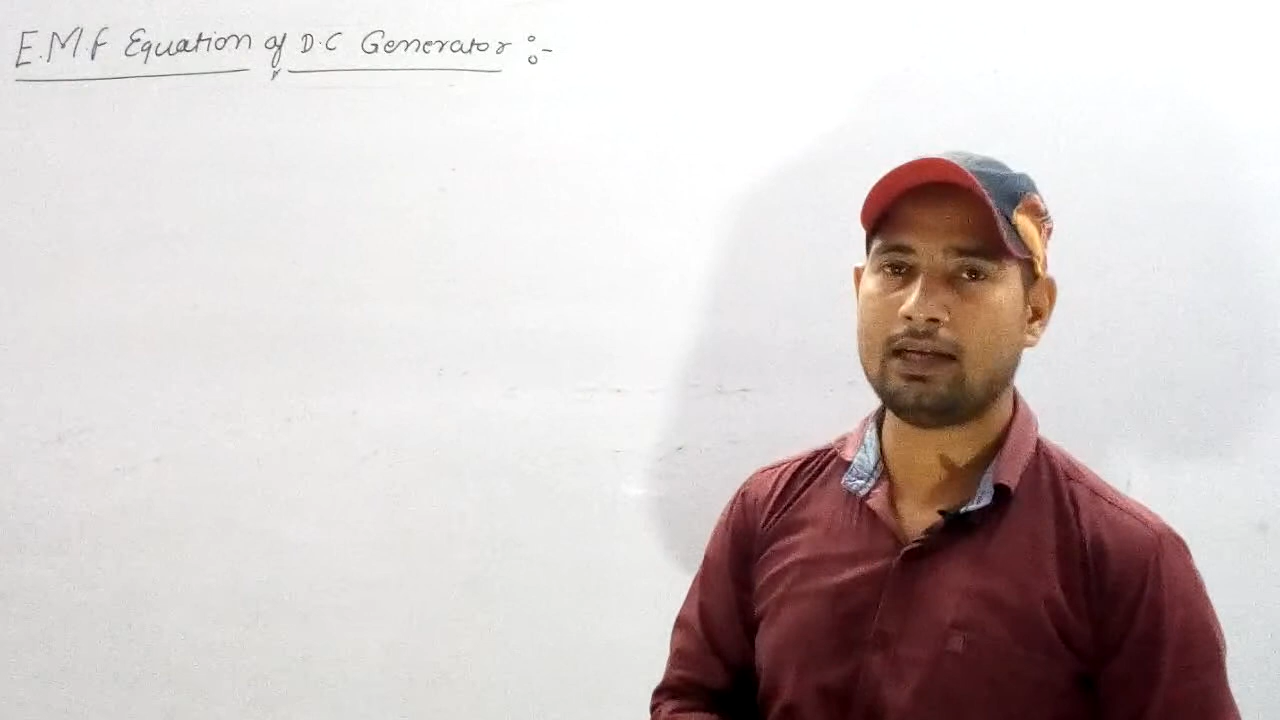 E.M.F Equation of D.C Generator :-